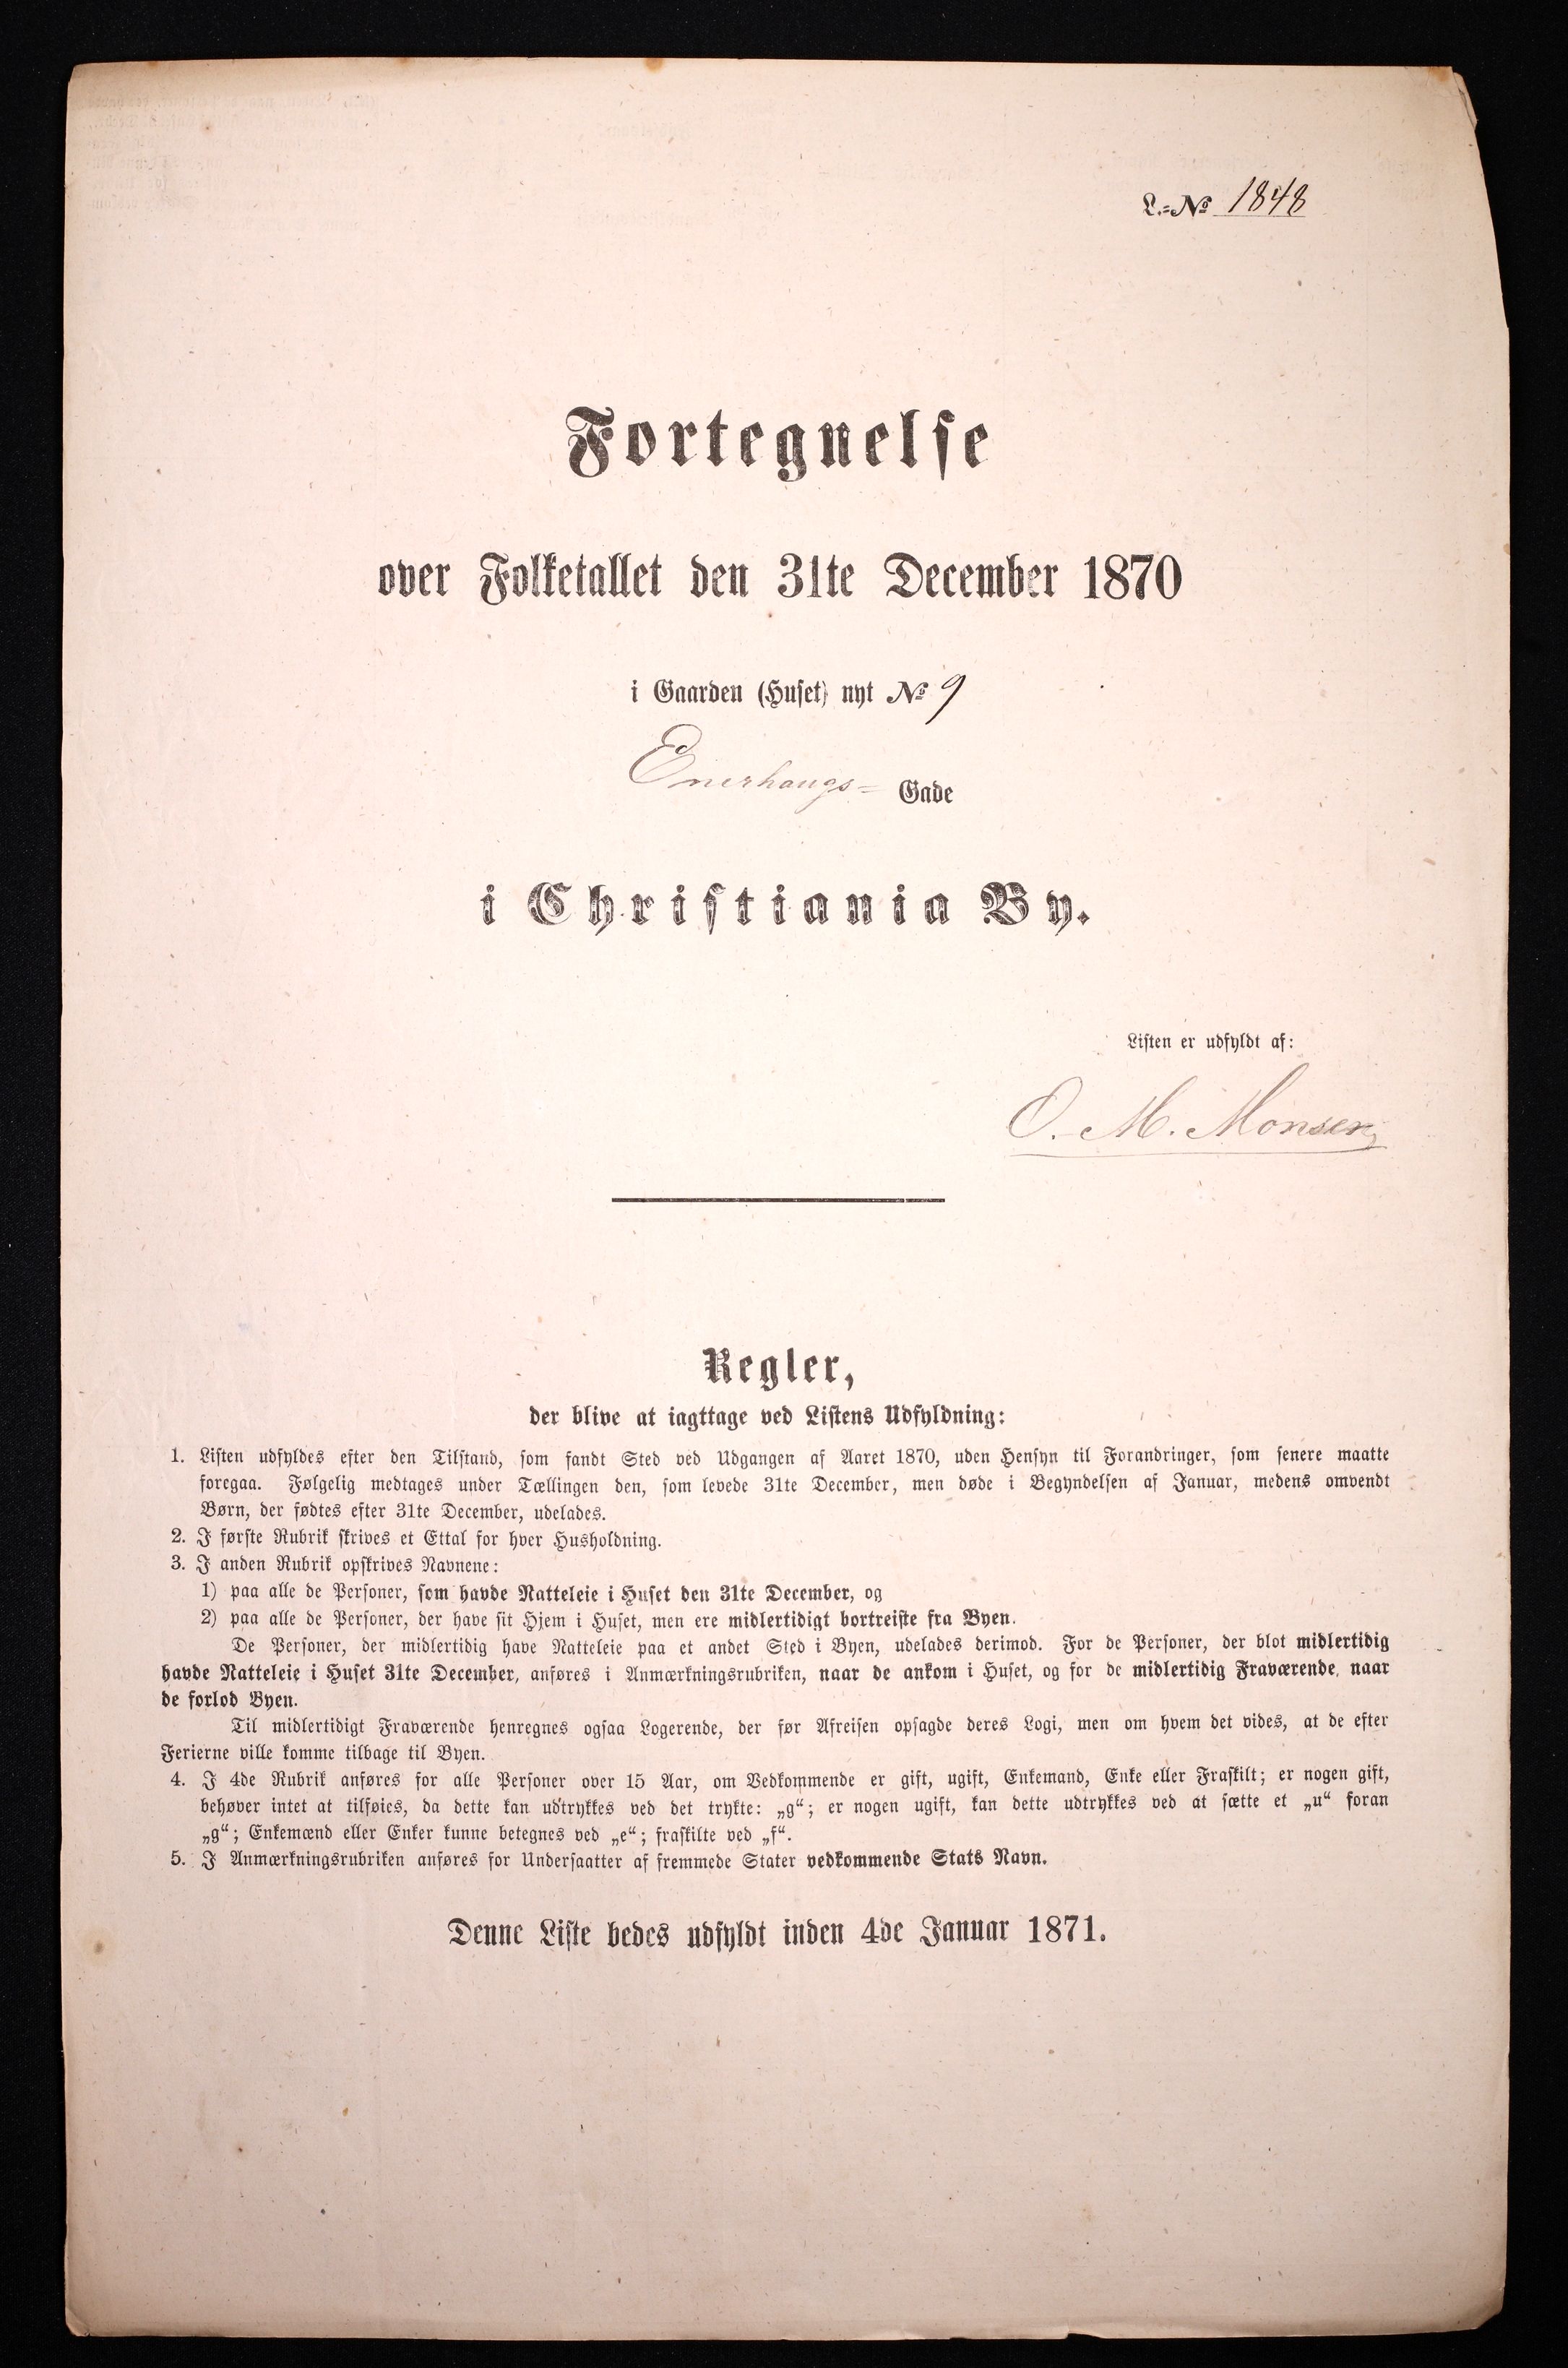 L.-№ 1848
Fortegnelse
over Folketallet den 31te December 1870
i Gaarden (Huset) nyt № 9
Enerhaugs- Gade
i Christiania By.
Listen er udfyldt af:
O. M. Monsen
Regler,
der blive at iagttage ved Listens Udfyldning:
1. Listen udfyldes efter den Tilstand, som fandt Sted ved Udgangen af Aaret 1870, uden Hensyn til Forandringer, som senere maatte
foregaa. Følgelig medtages under Tællingen den, som levede 31te December, men døde i Begyndelsen af Januar, medens omvendt
Børn, der fødtes efter 31te December, udelades.
2. I første Rubrik skrives et Ettal for hver Husholdning.
3. I anden Rubrik opskrives Navnene:
1) paa alle de Personer, som havde Natteleie i Huset den 31te December, og
2) paa alle de Personer, der have sit Hjem i Huset, men ere midlertidigt bortreiste fra Byen.
De Personer, der midlertidig have Natteleie paa et andet Sted i Byen, udelades derimod. For de Personer, der blot midlertidig
havde Natteleie i Huset 31te December, anføres i Anmærkningsrubriken, naar de ankom i Huset, og for de midlertidig Fraværende, naar
de forlod Byen.
Til midlertidigt Fraværende henregnes ogsaa Logerende, der før Afreisen opsagde deres Logi, men om hvem det vides, at de efter
Ferierne ville komme tilbage til Byen.
4. I 4de Rubrik anføres for alle Personer over 15 Aar, om Vedkommende er gift, ugift, Enkemand, Enke eller Fraskilt; er nogen gift,
behøver intet at tilføies, da dette kan udtrykkes ved det trykte: „g“; er nogen ugift, kan dette udtrykkes ved at sætte et „u“ foran
„g“; Enkemænd eller Enker kunne betegnes ved „e“; fraskilte ved „f“.
5. I Anmærkningsrubriken anføres for Undersaatter af fremmede Stater vedkommende Stats Navn.
Denne Liste bedes udfyldt inden 4de Januar 1871.